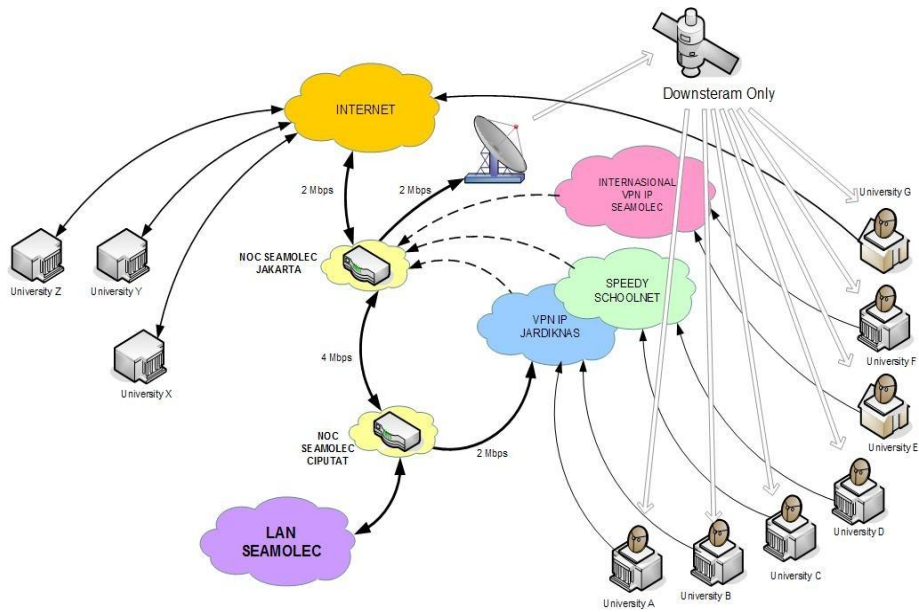 Downsteram Only
INTERNET
2 Mbps
2 Mbps
INTERNASIONAL
VPN IP
SEAMOLEC
University G
NOC SEAMOLEC
JAKARTA
University Z
University Y
SPEEDY
SCHOOLNET
VPN IP
JARDIKNAS
University F
4 Mbps
University X
University E
NOC
SEAMOLEC
CIPUTAT
2 Mbps
LAN
SEAMOLEC
University D
University C
University B
University A